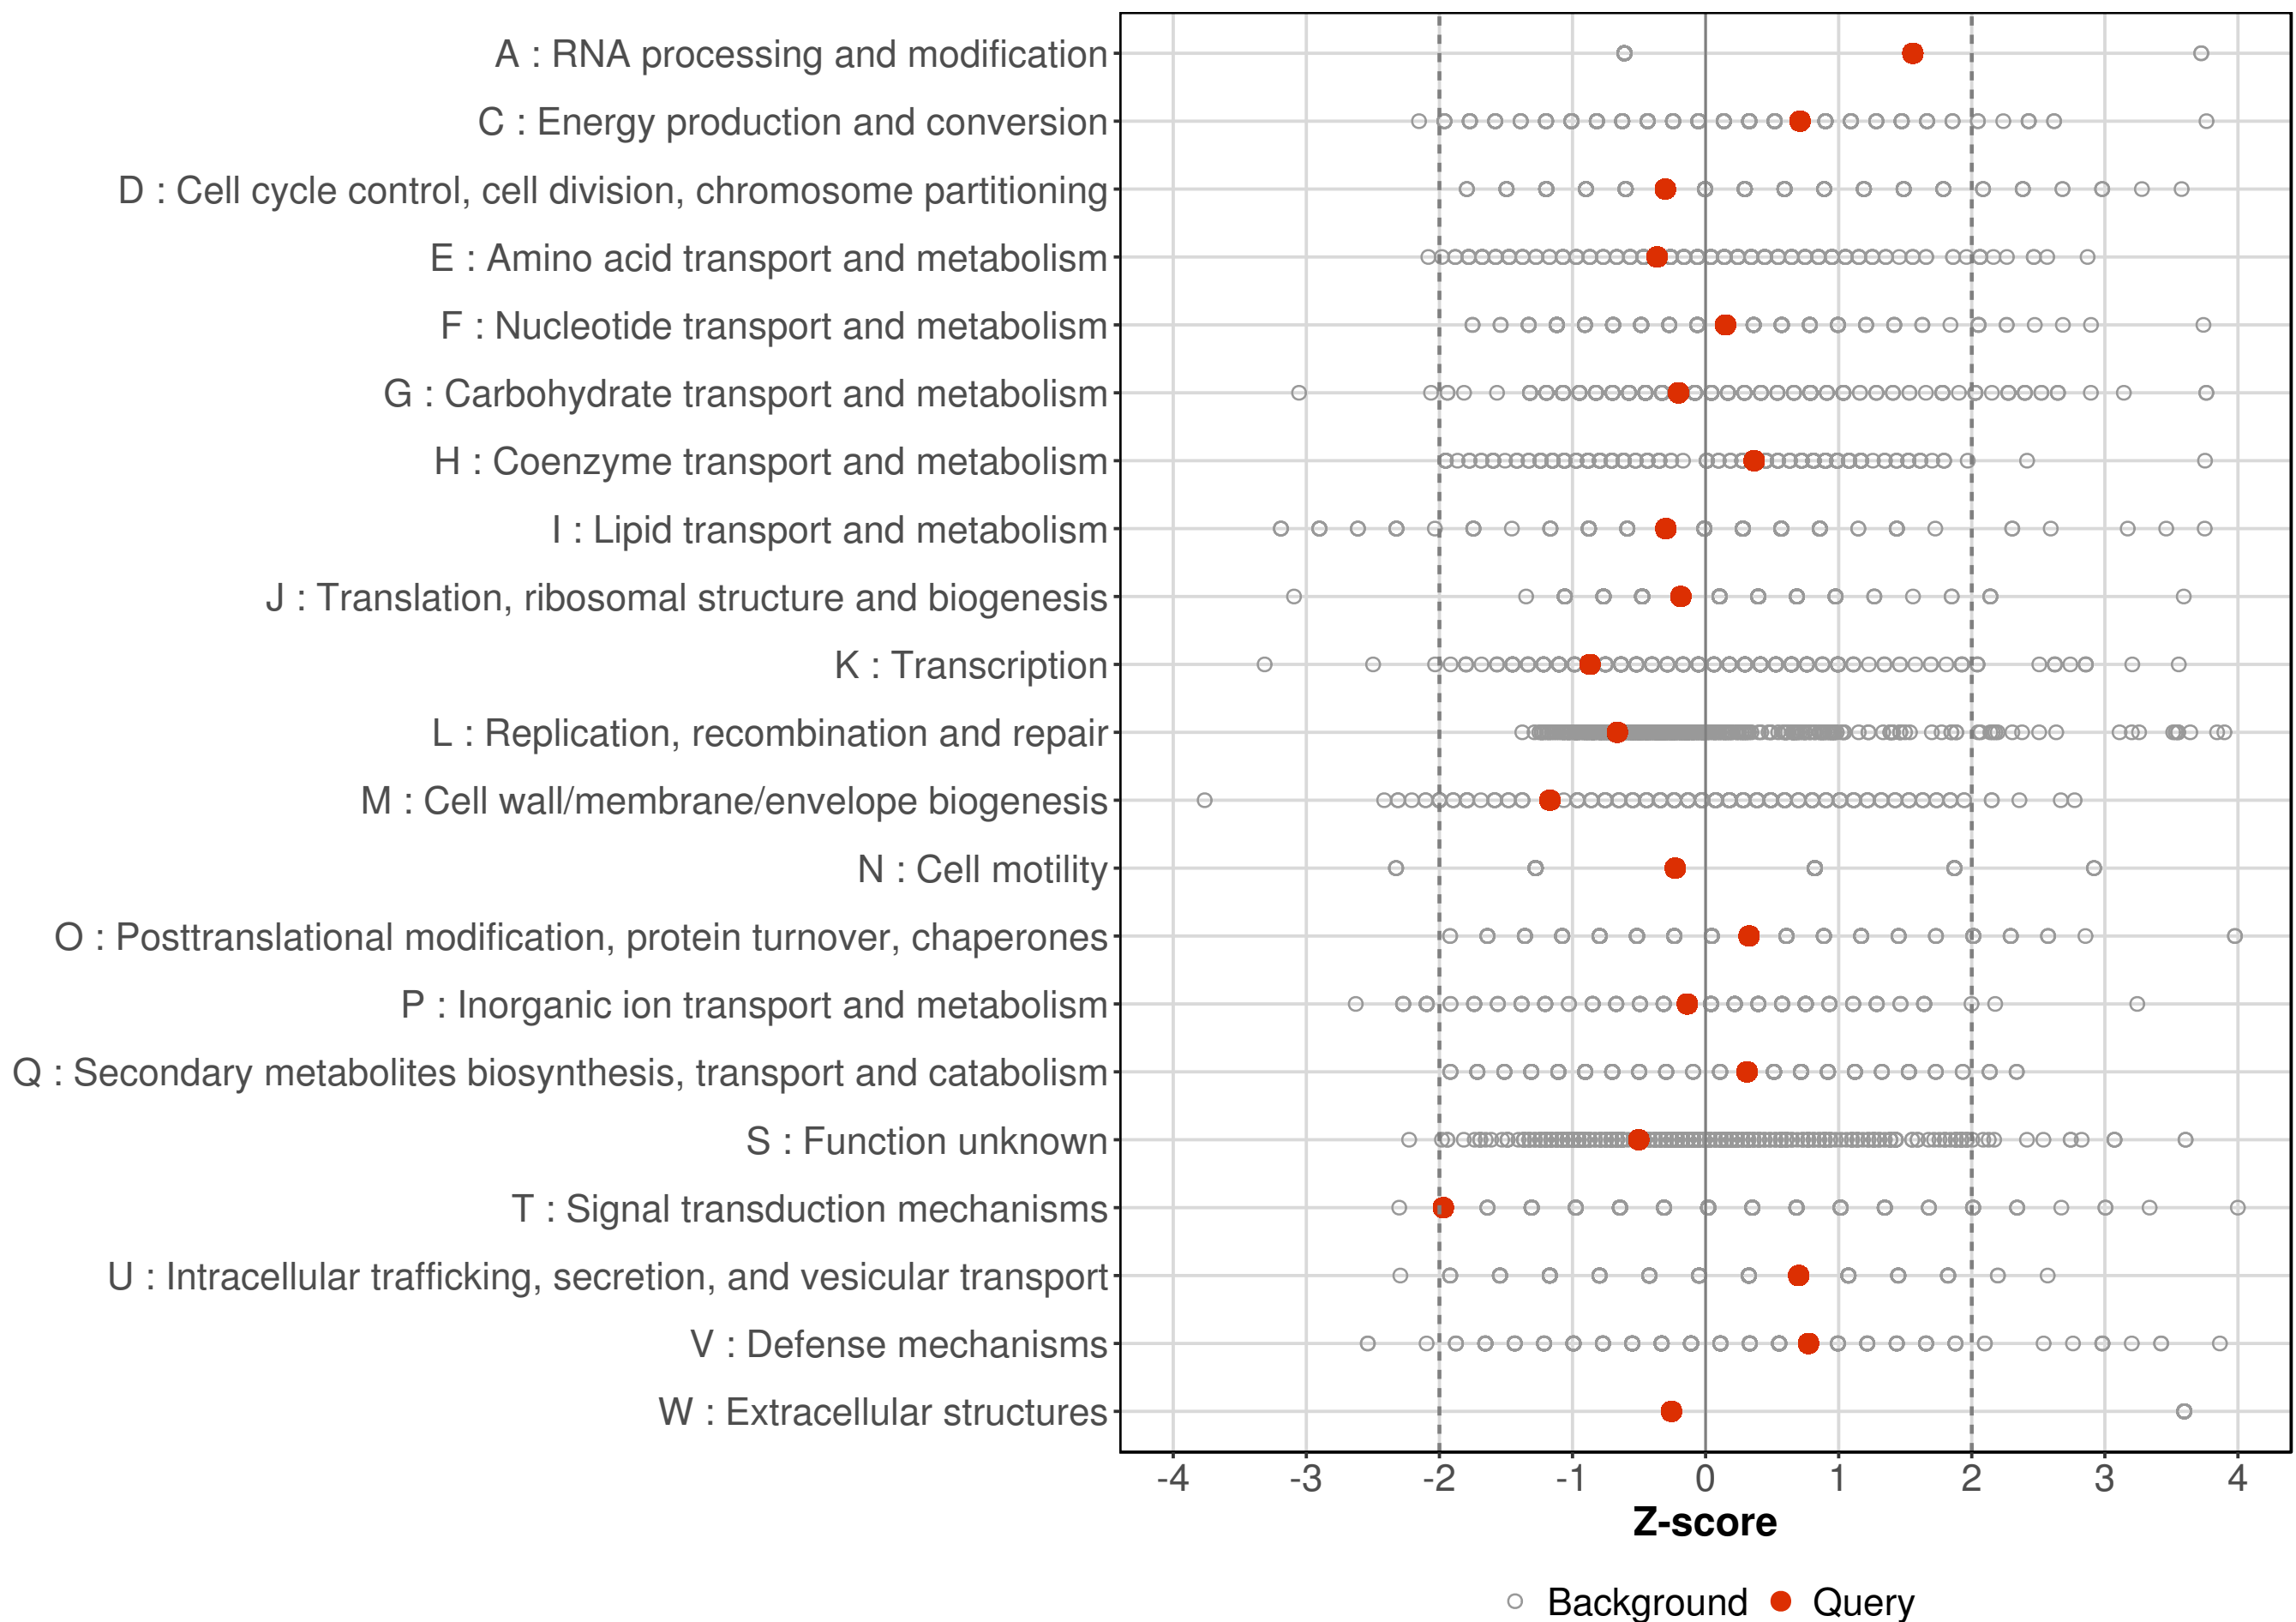 A : RNA processing and modification
C : Energy production and conversion
D : Cell cycle control, cell division, chromosome partitioning
E : Amino acid transport and metabolism
F : Nucleotide transport and metabolism
G : Carbohydrate transport and metabolism
H : Coenzyme transport and metabolism
I : Lipid transport and metabolism
J : Translation, ribosomal structure and biogenesis
K : Transcription
L : Replication, recombination and repair
M : Cell wall/membrane/envelope biogenesis
N : Cell motility
O : Posttranslational modification, protein turnover, chaperones
P : Inorganic ion transport and metabolism
Q : Secondary metabolites biosynthesis, transport and catabolism
S : Function unknown
T : Signal transduction mechanisms
U : Intracellular trafficking, secretion, and vesicular transport
V : Defense mechanisms
W : Extracellular structures
-4 -3 -2 -1 0 1 2 3 4
Z-score
Background Query